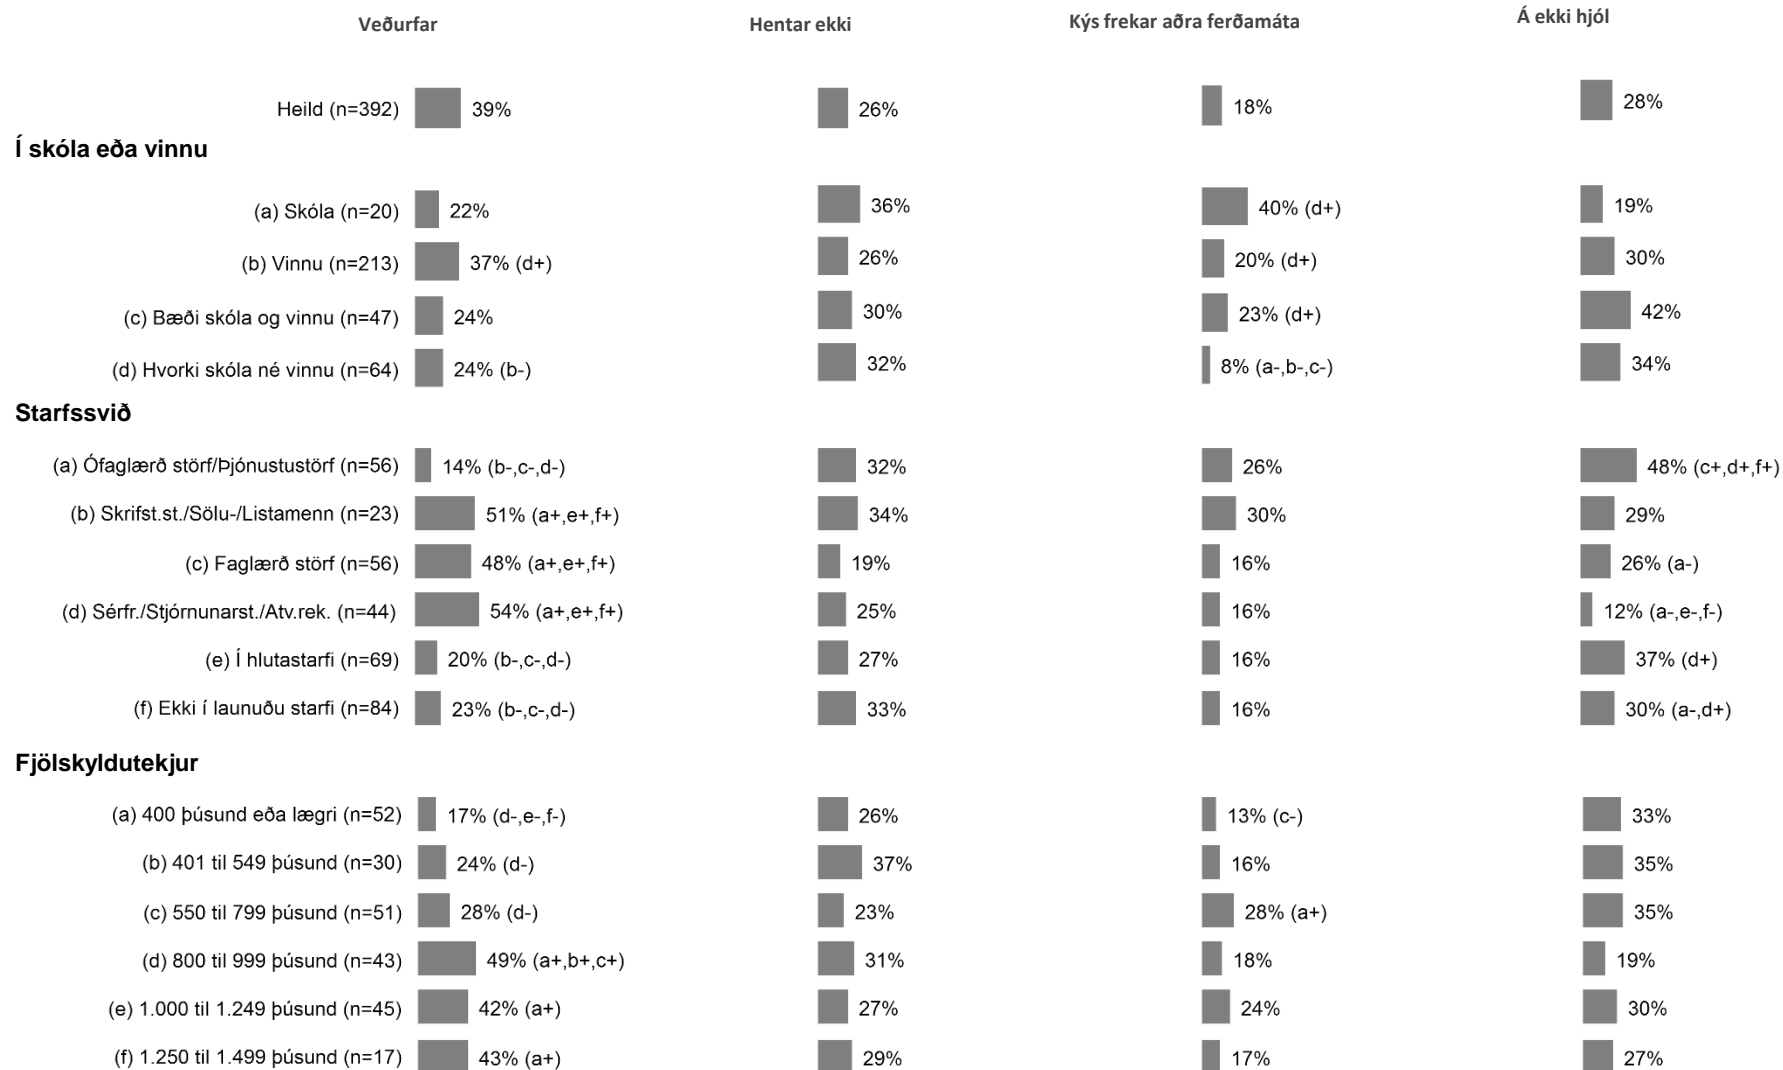 Veðurfar Hentar ekki Kýs frekar aðra ferðamáta Á ekki hjól
Heild (n=392) 39% 26% 18% 28%
Í skóla eða vinnu
(a) Skóla (n=20) 22% 36% 40% (d+) 19%
(b) Vinnu (n=213) 37% (d+) 26% 20% (d+) 30%
(c) Bæði skóla og vinnu (n=47) 24% 30% 23% (d+) 42%
(d) Hvorki skóla né vinnu (n=64) 24% (b-) 32% 8% (a-,b-,c-) 34%
Starfssvið
(a) Ófaglærð störf/Þjónustustörf (n=56) 14% (b-,c-,d-) 32% 26% 48% (c+,d+,f+)
(b) Skrifst.st./Sölu-/Listamenn (n=23) 51% (a+,e+,f+) 34% 30% 29%
(c) Faglærð störf (n=56) 48% (a+,e+,f+) 19% 16% 26% (a-)
(d) Sérfr./Stjórnunarst./Atv.rek. (n=44) 54% (a+,e+,f+) 25% 16% 12% (a-,e-,f-)
(e) Í hlutastarfi (n=69) 20% (b-,c-,d-) 27% 16% 37% (d+)
(f) Ekki í launuðu starfi (n=84) 23% (b-,c-,d-) 33% 16% 30% (a-,d+)
Fjölskyldutekjur
(a) 400 þúsund eða lægri (n=52) 17% (d-,e-,f-) 26% 13% (c-) 33%
(b) 401 til 549 þúsund (n=30) 24% (d-) 37% 16% 35%
(c) 550 til 799 þúsund (n=51) 28% (d-) 23% 28% (a+) 35%
(d) 800 til 999 þúsund (n=43) 49% (a+,b+,c+) 31% 18% 19%
(e) 1.000 til 1.249 þúsund (n=45) 42% (a+) 27% 24% 30%
(f) 1.250 til 1.499 þúsund (n=17) 43% (a+) 29% 17% 27%